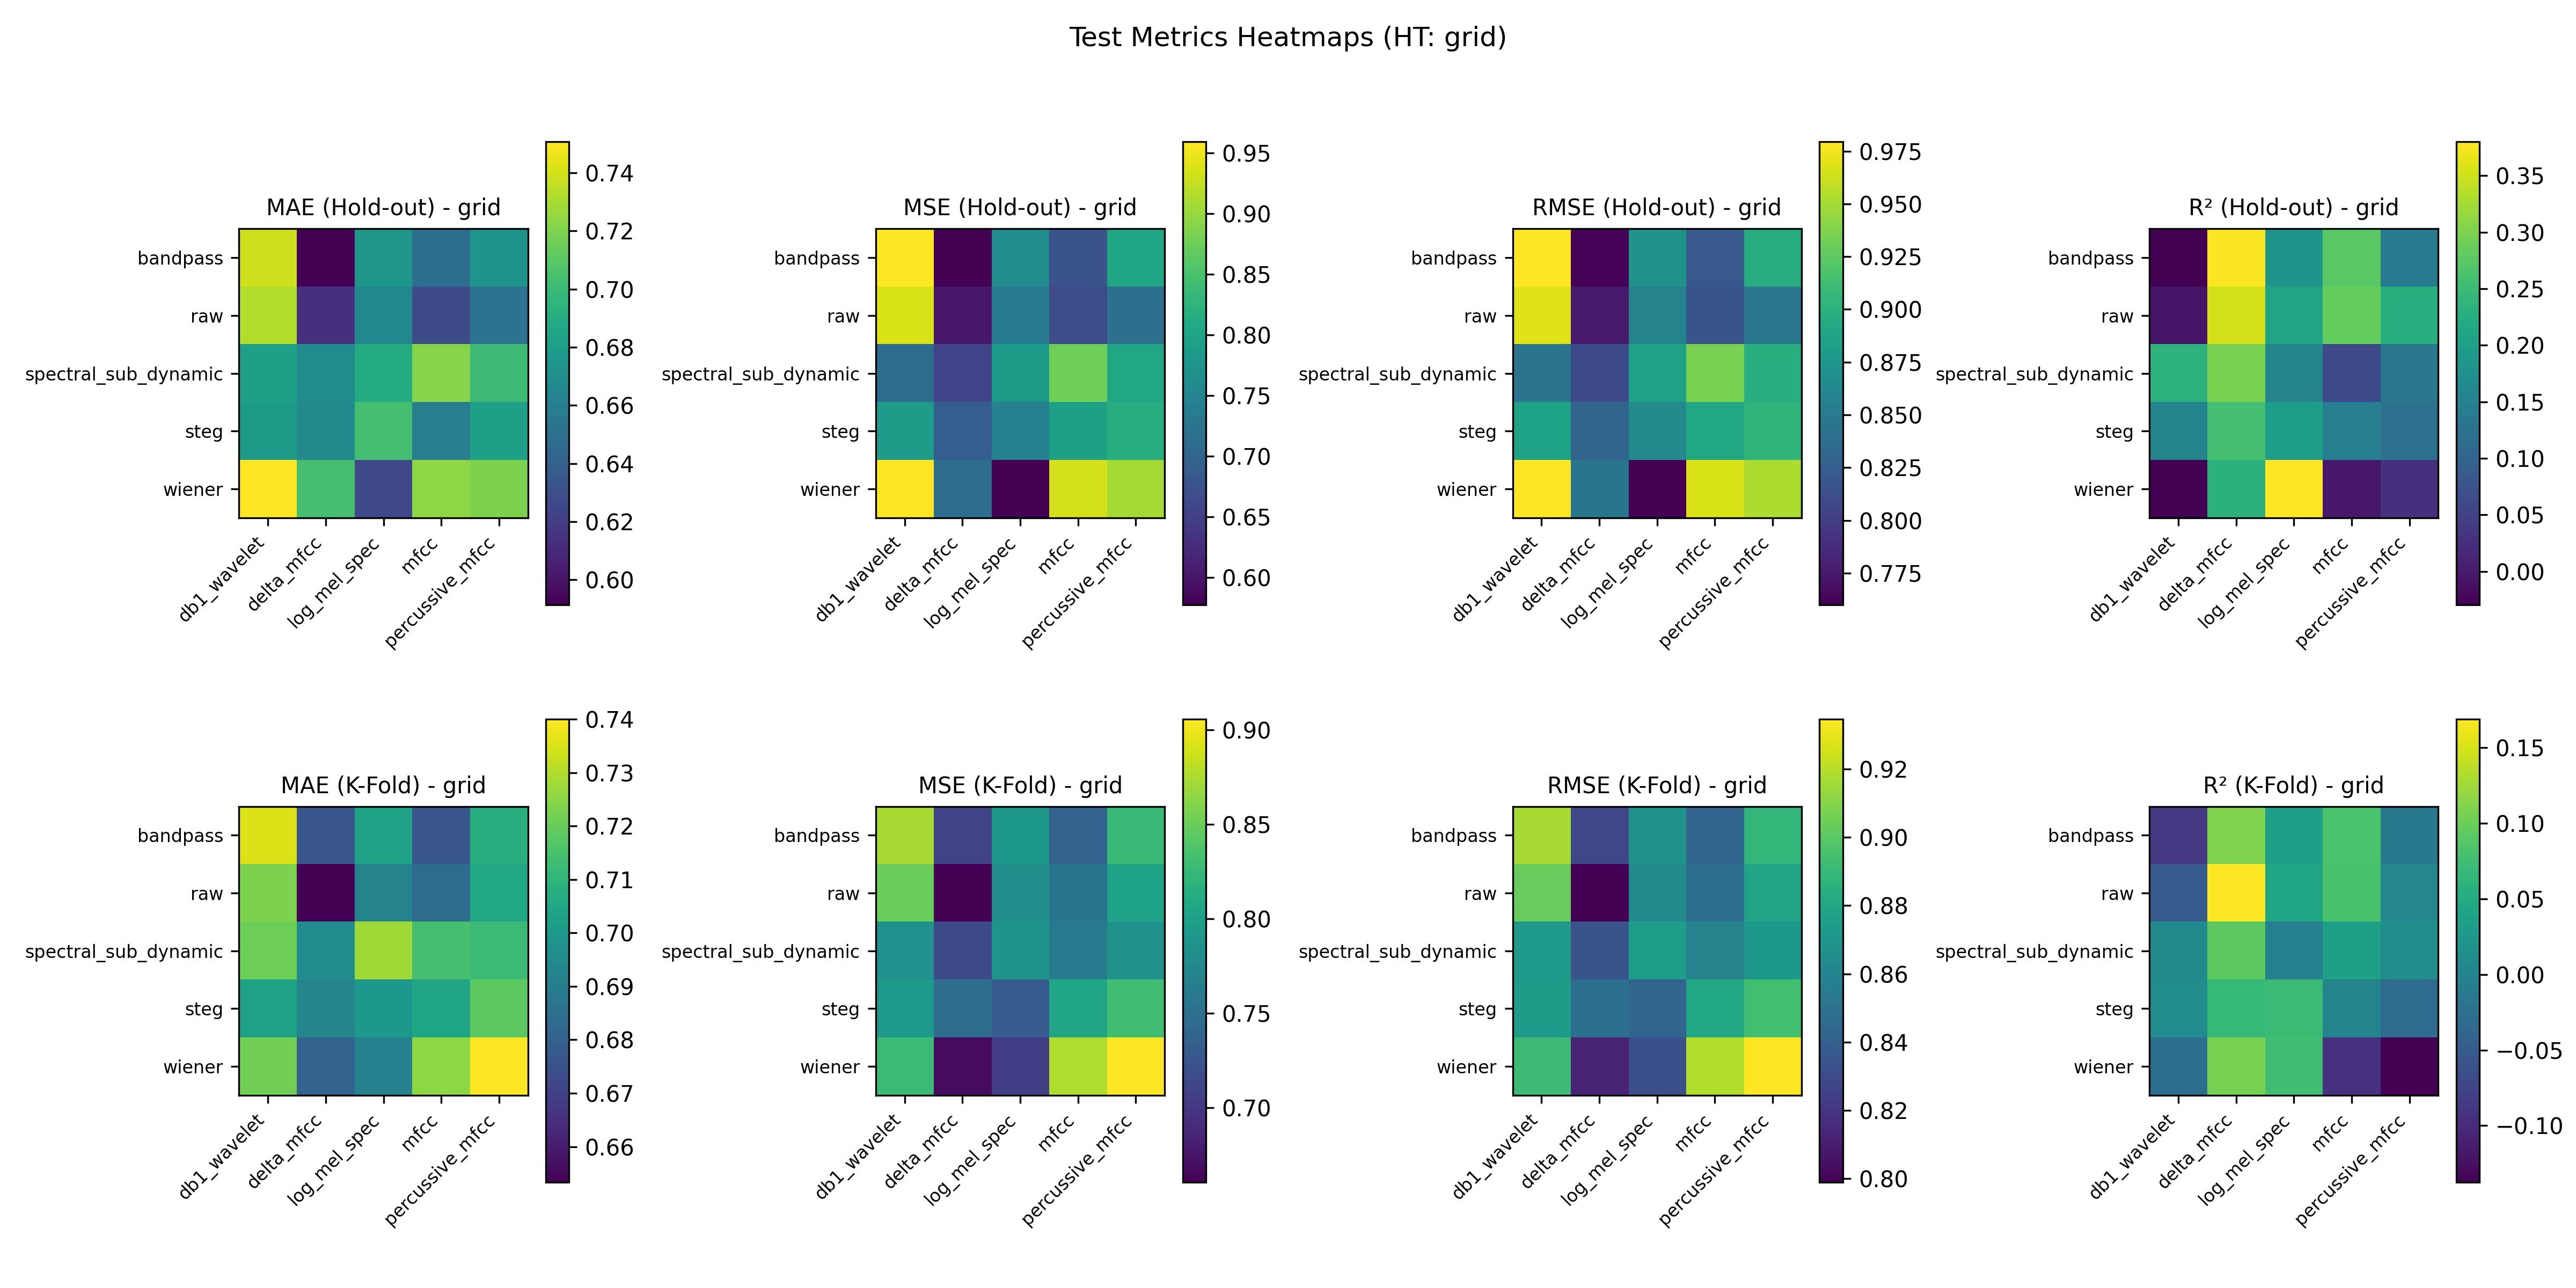 Test Metrics Heatmaps (HT: grid)
MAE (Hold-out) - grid
bandpass
raw
spectral_sub_dynamic
steg
wiener
db1_wavelet
delta_mfcc
log_mel_spec
mfcc
percussive_mfcc
0.74
0.72
0.70
0.68
0.66
0.64
0.62
0.60
MSE (Hold-out) - grid
bandpass
raw
spectral_sub_dynamic
steg
wiener
db1_wavelet
delta_mfcc
log_mel_spec
mfcc
percussive_mfcc
0.95
0.90
0.85
0.80
0.75
0.70
0.65
0.60
RMSE (Hold-out) - grid
bandpass
raw
spectral_sub_dynamic
steg
wiener
db1_wavelet
delta_mfcc
log_mel_spec
mfcc
percussive_mfcc
0.975
0.950
0.925
0.900
0.875
0.850
0.825
0.800
0.775
R² (Hold-out) - grid
bandpass
raw
spectral_sub_dynamic
steg
wiener
db1_wavelet
delta_mfcc
log_mel_spec
mfcc
percussive_mfcc
0.35
0.30
0.25
0.20
0.15
0.10
0.05
0.00
MAE (K-Fold) - grid
bandpass
raw
spectral_sub_dynamic
steg
wiener
db1_wavelet
delta_mfcc
log_mel_spec
mfcc
percussive_mfcc
0.74
0.73
0.72
0.71
0.70
0.69
0.68
0.67
0.66
MSE (K-Fold) - grid
bandpass
raw
spectral_sub_dynamic
steg
wiener
db1_wavelet
delta_mfcc
log_mel_spec
mfcc
percussive_mfcc
0.90
0.85
0.80
0.75
0.70
RMSE (K-Fold) - grid
bandpass
raw
spectral_sub_dynamic
steg
wiener
db1_wavelet
delta_mfcc
log_mel_spec
mfcc
percussive_mfcc
0.92
0.90
0.88
0.86
0.84
0.82
0.80
R² (K-Fold) - grid
bandpass
raw
spectral_sub_dynamic
steg
wiener
db1_wavelet
delta_mfcc
log_mel_spec
mfcc
percussive_mfcc
0.15
0.10
0.05
0.00
−0.05
−0.10